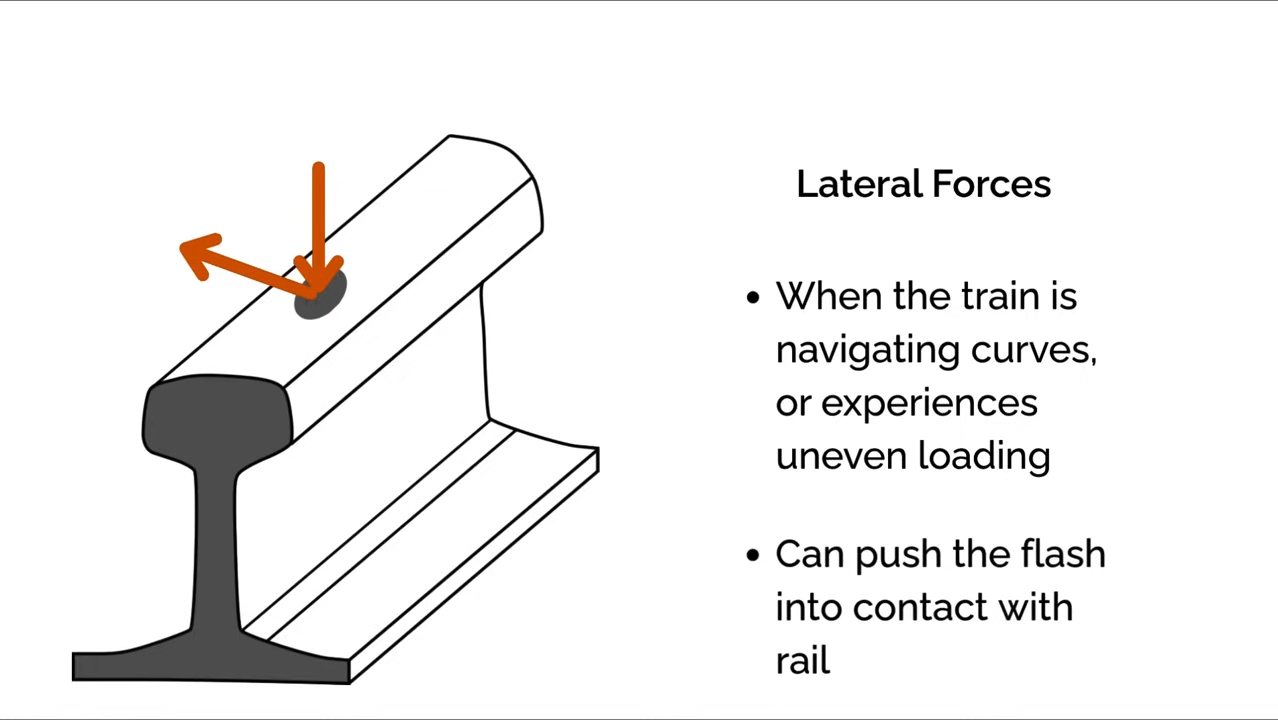 Lateral Forces
• When the train is
navigating curves,
or experiences
uneven loading
• Can push the flash
into contact with
rail